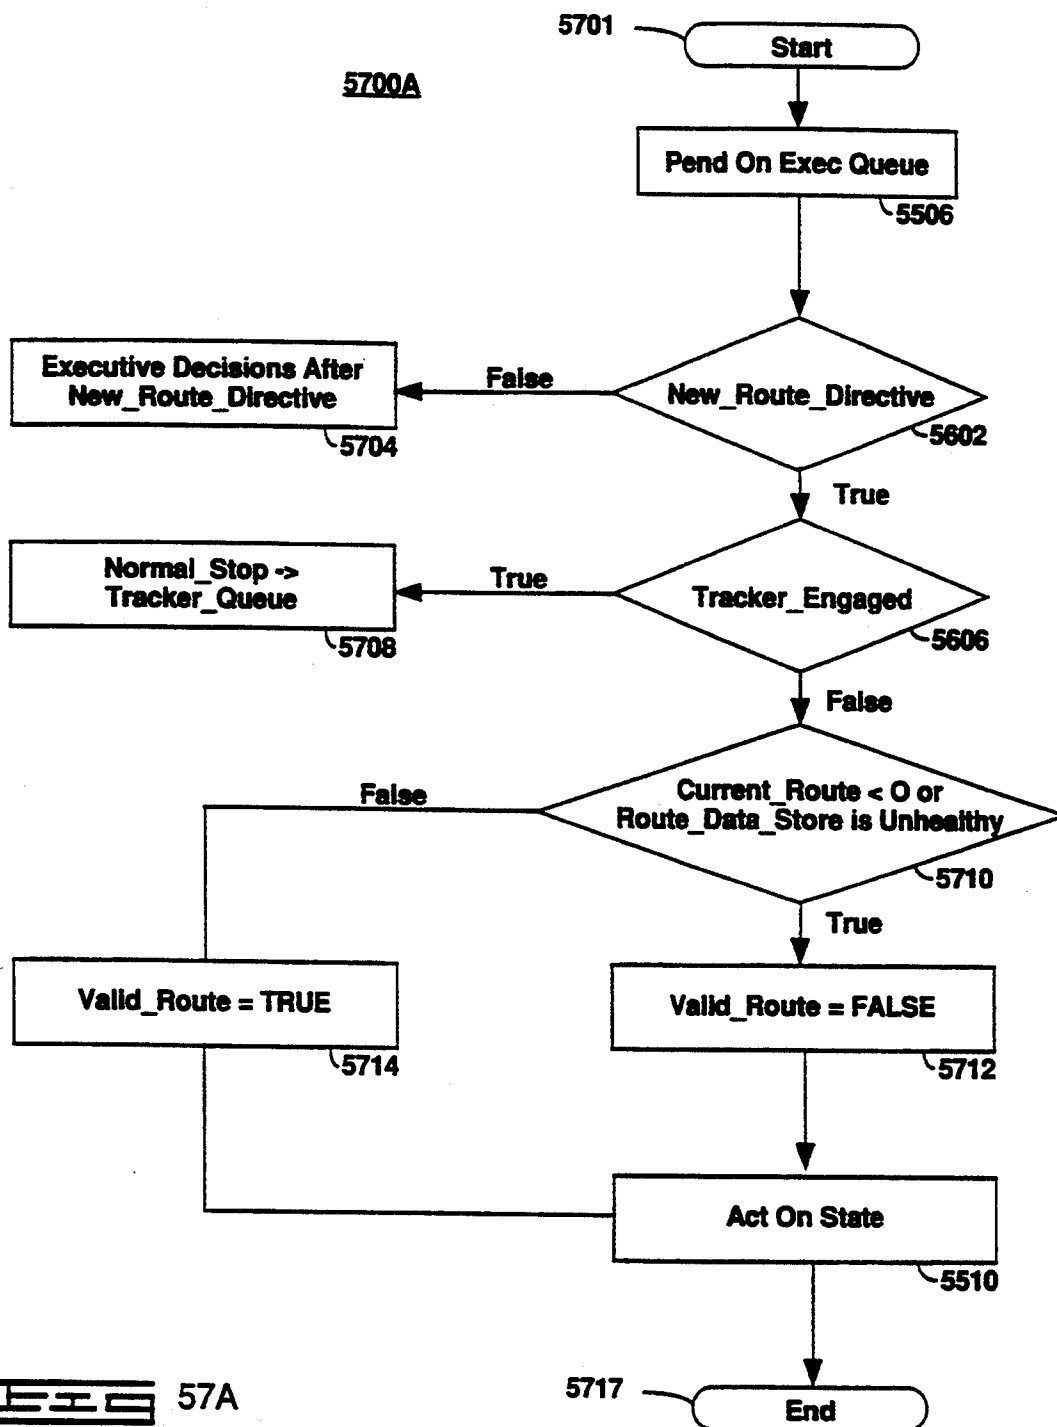 5701
Start
5700A
Pend On Exec Queue
5506
Executive Decisions After
New_Route_Directive
5704
False
New_Route_Directive
5602
True
Normal_Stop ->
Tracker_Queue
5708
True
Tracker_Engaged
5606
False
False
Current_Route < O or
Route_Data_Store is Unhealthy
5710
True
Valid_Route = TRUE
5714
Valid_Route = FALSE
5712
Act On State
5510
FIG 57A
5717
End